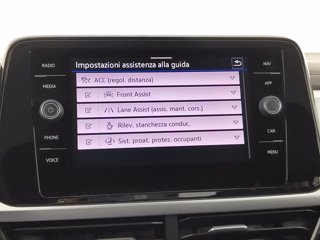 Impostazioni assistenza alla guida
RADIO
NAV
ACC (regol. distanza)
MEDIA
APP
Front Assist
Lane Assist (assis. mant. cors.)
Rilev. stanchezza conduc.
PHONE
CAR
Sist. proat. protez. occupanti
VOICE
MENU